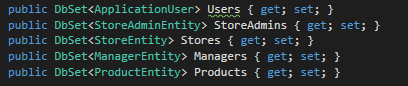 public DbSet<ApplicationUser> Users { get; set; }
public DbSet<StoreAdminEntity> StoreAdmins { get; set; }
public DbSet<StoreEntity> Stores { get; set; }
public DbSet<ManagerEntity> Managers { get; set; }
public DbSet<ProductEntity> Products { get; set; }